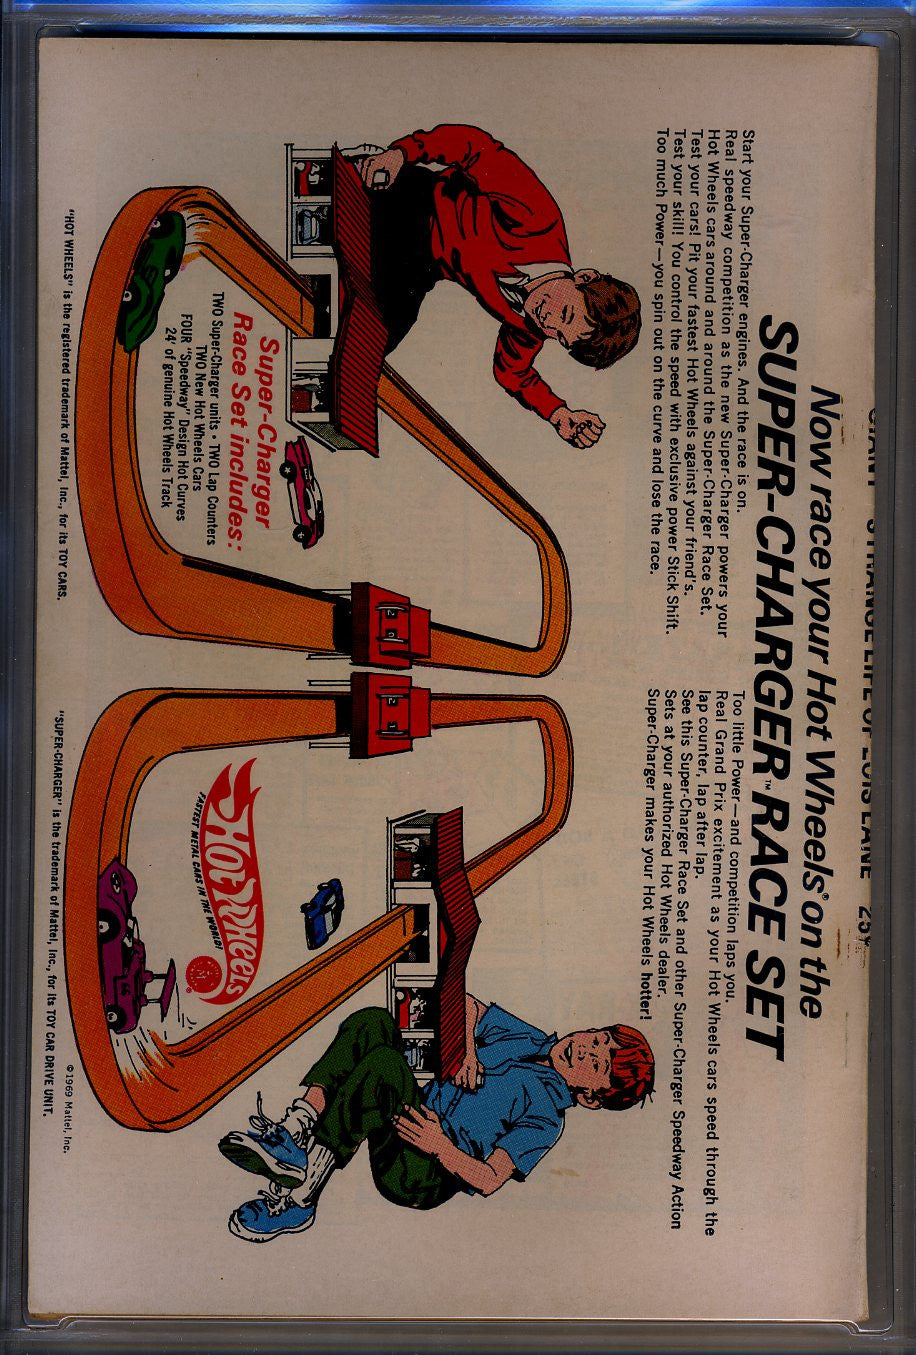 GIANT STRANGE LIFE OF LOIS LANE 25¢
Now race your Hot Wheels® on the
SUPER-CHARGER™ RACE SET
Start your Super-Charger engines. And the race is on.
Real speedway competition as the new Super-Charger powers your
Hot Wheels cars around and around the Super-Charger Race Set.
Test your cars! Pit your fastest Hot Wheels against your friend's.
Test your skill! You control the speed with exclusive power Stick Shift.
Too much Power—you spin out on the curve and lose the race.
Too little Power—and competition laps you.
Real Grand Prix excitement as your Hot Wheels cars speed through the
lap counter, lap after lap.
See this Super-Charger Race Set and other Super-Charger Speedway Action
Sets at your authorized Hot Wheels dealer.
Super-Charger makes your Hot Wheels hotter!
Super-Charger
Race Set includes:
TWO Super-Charger units • TWO Lap Counters
TWO New Hot Wheels Cars
FOUR "Speedway" Design Hot Curves
24' of genuine Hot Wheels Track
HOT WHEELS
FASTEST METAL CARS IN THE WORLD!
"HOT WHEELS" is the registered trademark of Mattel, Inc., for its TOY CARS.
"SUPER-CHARGER" is the trademark of Mattel, Inc., for its TOY CAR DRIVE UNIT.
©1969 Mattel, Inc.